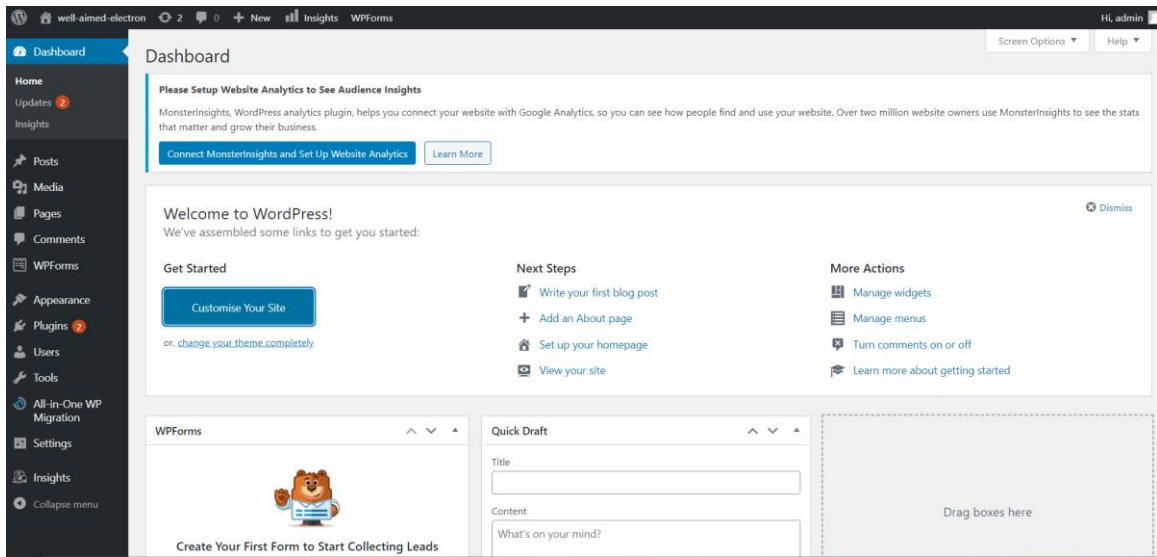 well-aimed-electron 2 0 New Insights WPForms Hi, admin
Dashboard
Home
Updates 2
Insights
Posts
Media
Pages
Comments
WPForms
Appearance
Plugins 2
Users
Tools
All-in-One WP
Migration
Settings
Insights
Collapse menu
Screen Options Help
Dashboard
Please Setup Website Analytics to See Audience Insights
MonsterInsights, WordPress analytics plugin, helps you connect your website with Google Analytics, so you can see how people find and use your website. Over two million website owners use MonsterInsights to see the stats
that matter and grow their business.
Connect MonsterInsights and Set Up Website Analytics Learn More
Welcome to WordPress!
We've assembled some links to get you started:
Dismiss
Get Started
Customise Your Site
or, change your theme completely
Next Steps
Write your first blog post
Add an About page
Set up your homepage
View your site
More Actions
Manage widgets
Manage menus
Turn comments on or off
Learn more about getting started
WPForms
Create Your First Form to Start Collecting Leads
Quick Draft
Title
Content
What's on your mind?
Drag boxes here